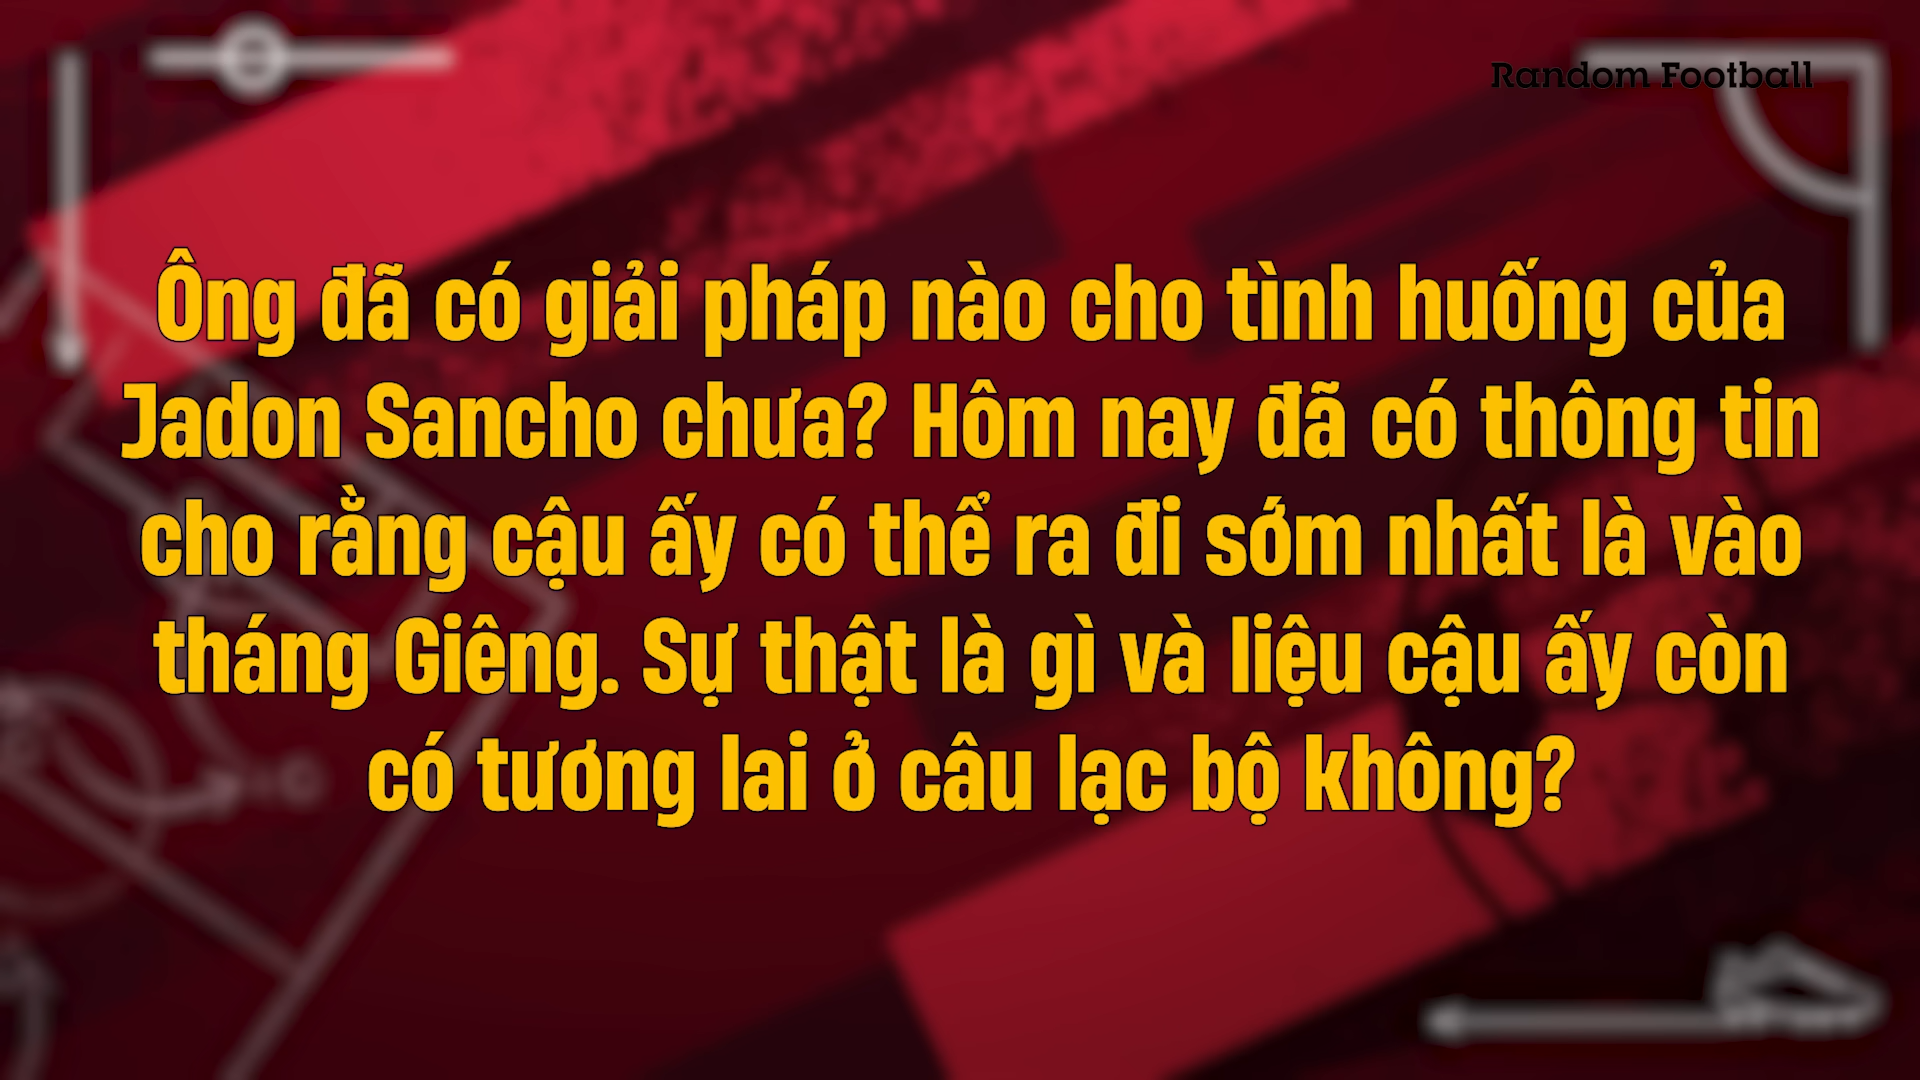 Random Football
Ông đã có giải pháp nào cho tình huống của
Jadon Sancho chưa? Hôm nay đã có thông tin
cho rằng cậu ấy có thể ra đi sớm nhất là vào
tháng Giêng. Sự thật là gì và liệu cậu ấy còn
có tương lai ở câu lạc bộ không?